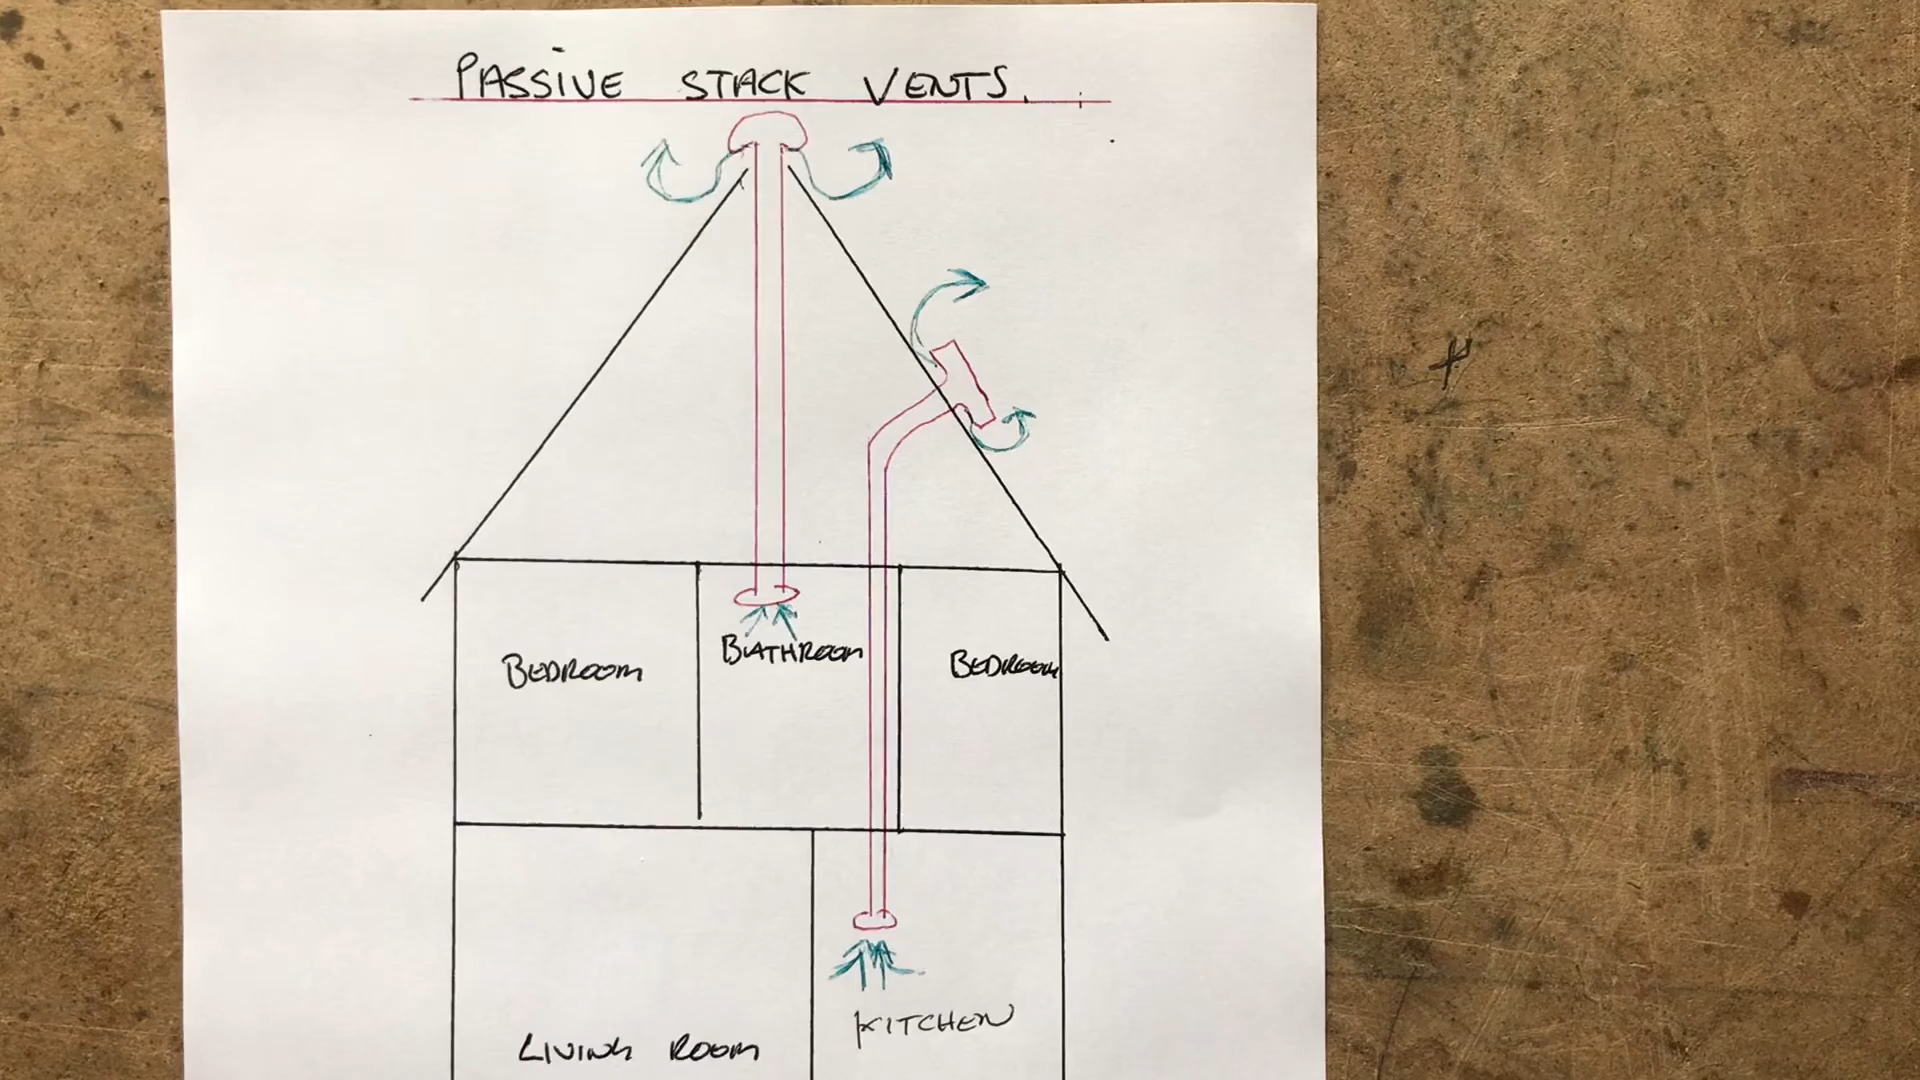 PASSIVE STACK VENTS.
BEDROOM
BATHROOM
BEDROOM
LIVING ROOM
KITCHEN